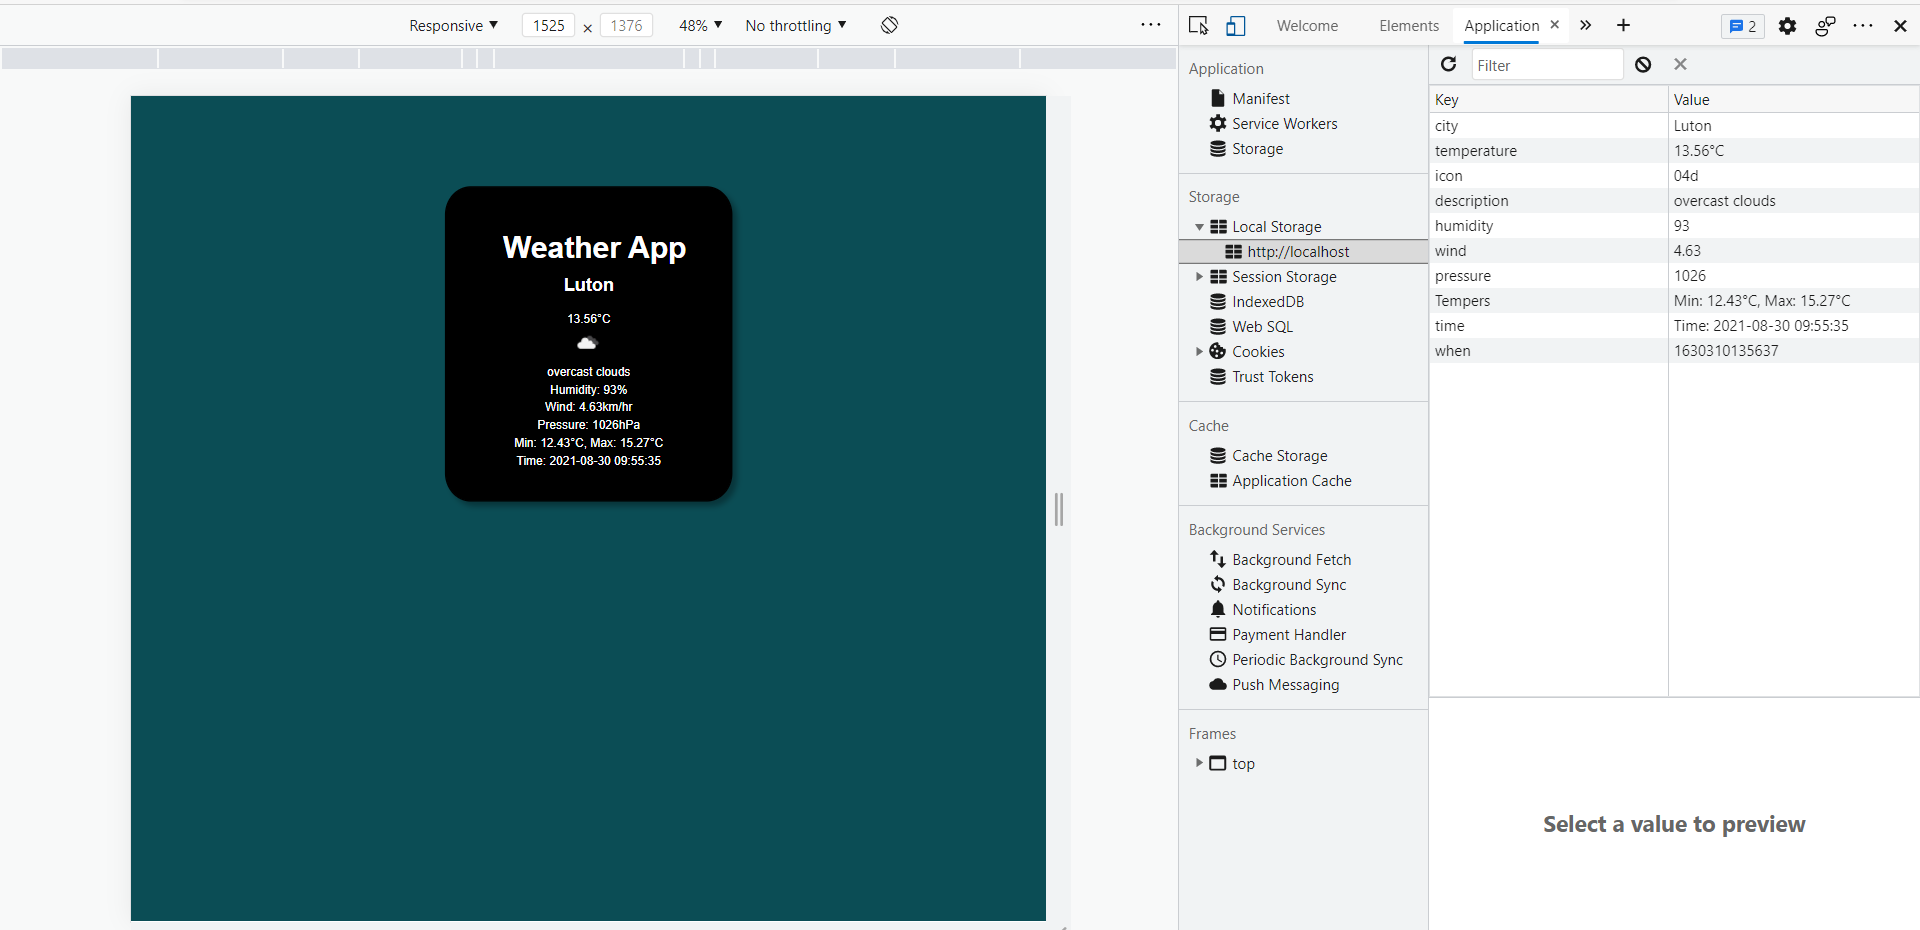 Responsive ▼ 1525 × 1376 48% ▼ No throttling ▼
Welcome Elements Application × » + 2
Weather App
Luton
13.56°C
overcast clouds
Humidity: 93%
Wind: 4.63km/hr
Pressure: 1026hPa
Min: 12.43°C, Max: 15.27°C
Time: 2021-08-30 09:55:35
Application
Manifest
Service Workers
Storage
Storage
Local Storage
http://localhost
Session Storage
IndexedDB
Web SQL
Cookies
Trust Tokens
Cache
Cache Storage
Application Cache
Background Services
Background Fetch
Background Sync
Notifications
Payment Handler
Periodic Background Sync
Push Messaging
Frames
top
Filter
Key Value
city Luton
temperature 13.56°C
icon 04d
description overcast clouds
humidity 93
wind 4.63
pressure 1026
Tempers Min: 12.43°C, Max: 15.27°C
time Time: 2021-08-30 09:55:35
when 1630310135637
Select a value to preview